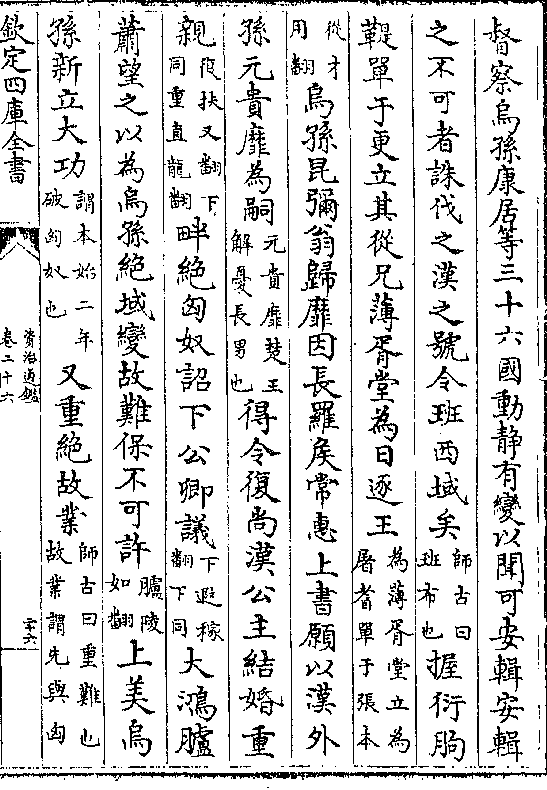 督察烏孫康居等三十六國動静有變以聞可安輯安輯
之不可者誅伐之漢之號令班西域矣師古曰班布也握衍朐
鞮單于更立其從兄薄胥堂為日逐王為薄胥堂立為屠耆單于張本
從才用翻烏孫昆彌翁歸靡因長羅侯常惠上書願以漢外
孫元貴靡為嗣元貴靡楚王解憂長男也得令復尚漢公主結婚重
親復扶又翻下同重直龍翻畔絶匈奴詔下公卿議下遐稼翻下同大鴻臚
蕭望之以為烏孫絶域變故難保不可許臚陵如翻上美烏
孫新立大功謂本始二年破匈奴也又重絶故業師古曰重難也故業謂先與匈
欽定四庫全書
資治通鑑
卷二十六